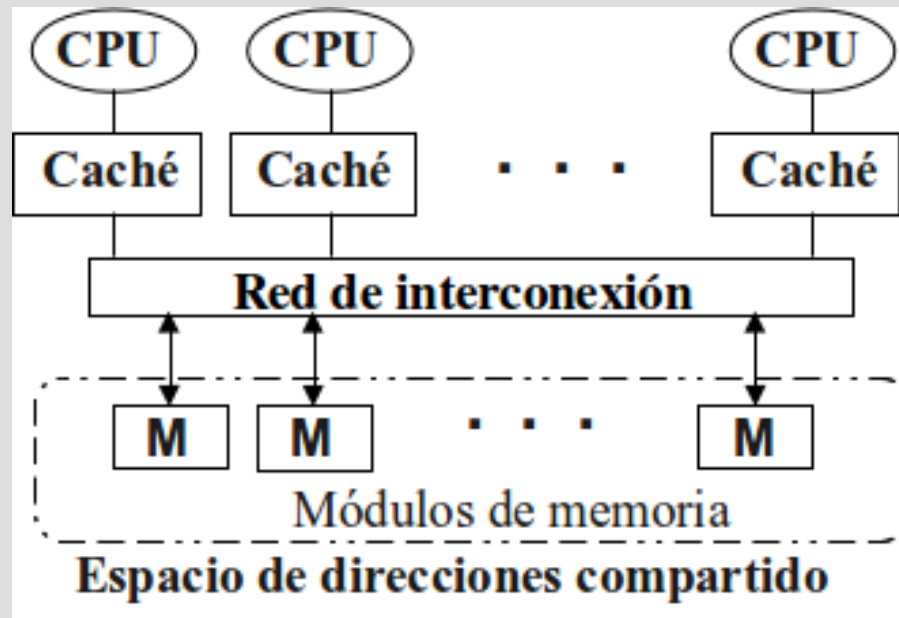 CPU CPU CPU
Caché Caché . . . Caché
Red de interconexión
M M . . . M
Módulos de memoria
Espacio de direcciones compartido